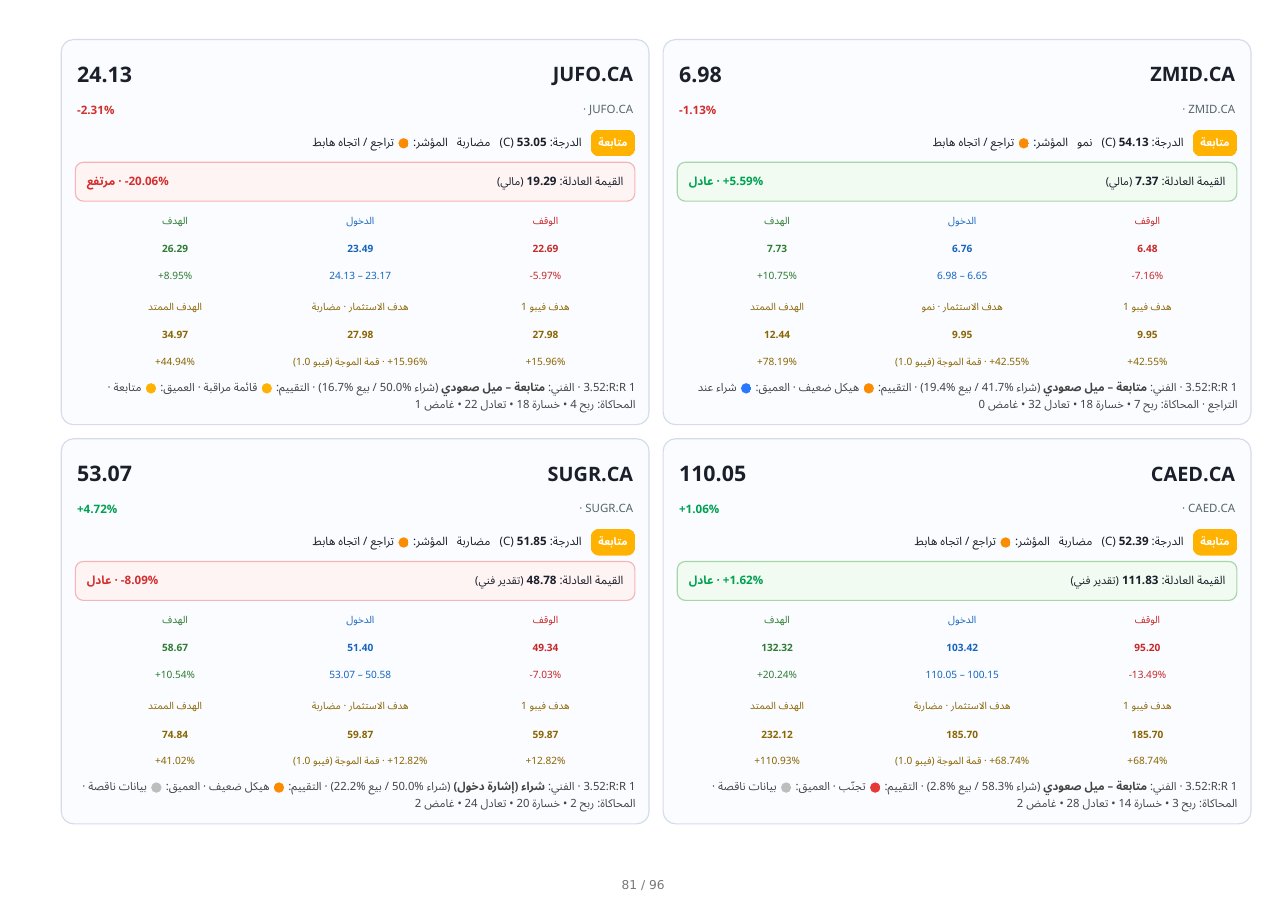 ZMID.CA 6.98
ZMID.CA · -1.13%
متابعة الدرجة: 54.13 (C) نمو المؤشر: تراجع / اتجاه هابط
القيمة العادلة: 7.37 (مالي) +5.59% · عادل
الوقف الدخول الهدف
6.48 6.76 7.73
-7.16% 6.98 – 6.65 +10.75%
هدف فيبو 1 هدف الاستثمار · نمو الهدف الممتد
9.95 9.95 12.44
+42.55% +42.55% · قمة الموجة (فيبو 1.0) +78.19%
1 3.52:R:R · الفني: متابعة – ميل صعودي (شراء 41.7% / بيع 19.4%) · التقييم: هيكل ضعيف · العميق: شراء عند
التراجع · المحاكاة: ربح 7 • خسارة 18 • تعادل 32 • غامض 0
JUFO.CA 24.13
JUFO.CA · -2.31%
متابعة الدرجة: 53.05 (C) مضاربة المؤشر: تراجع / اتجاه هابط
القيمة العادلة: 19.29 (مالي) -20.06% · مرتفع
الوقف الدخول الهدف
22.69 23.49 26.29
-5.97% 24.13 – 23.17 +8.95%
هدف فيبو 1 هدف الاستثمار · مضاربة الهدف الممتد
27.98 27.98 34.97
+15.96% +15.96% · قمة الموجة (فيبو 1.0) +44.94%
1 3.52:R:R · الفني: متابعة – ميل صعودي (شراء 50.0% / بيع 16.7%) · التقييم: قائمة مراقبة · العميق: متابعة ·
المحاكاة: ربح 4 • خسارة 18 • تعادل 22 • غامض 1
CAED.CA 110.05
CAED.CA · +1.06%
متابعة الدرجة: 52.39 (C) مضاربة المؤشر: تراجع / اتجاه هابط
القيمة العادلة: 111.83 (تقدير فني) +1.62% · عادل
الوقف الدخول الهدف
95.20 103.42 132.32
-13.49% 110.05 – 100.15 +20.24%
هدف فيبو 1 هدف الاستثمار · مضاربة الهدف الممتد
185.70 185.70 232.12
+68.74% +68.74% · قمة الموجة (فيبو 1.0) +110.93%
1 3.52:R:R · الفني: متابعة – ميل صعودي (شراء 58.3% / بيع 2.8%) · التقييم: تجنّب · العميق: بيانات ناقصة ·
المحاكاة: ربح 3 • خسارة 14 • تعادل 28 • غامض 2
SUGR.CA 53.07
SUGR.CA · +4.72%
متابعة الدرجة: 51.85 (C) مضاربة المؤشر: تراجع / اتجاه هابط
القيمة العادلة: 48.78 (تقدير فني) -8.09% · عادل
الوقف الدخول الهدف
49.34 51.40 58.67
-7.03% 53.07 – 50.58 +10.54%
هدف فيبو 1 هدف الاستثمار · مضاربة الهدف الممتد
59.87 59.87 74.84
+12.82% +12.82% · قمة الموجة (فيبو 1.0) +41.02%
1 3.52:R:R · الفني: شراء (إشارة دخول) (شراء 50.0% / بيع 22.2%) · التقييم: هيكل ضعيف · العميق: بيانات ناقصة ·
المحاكاة: ربح 2 • خسارة 20 • تعادل 24 • غامض 2
81 / 96